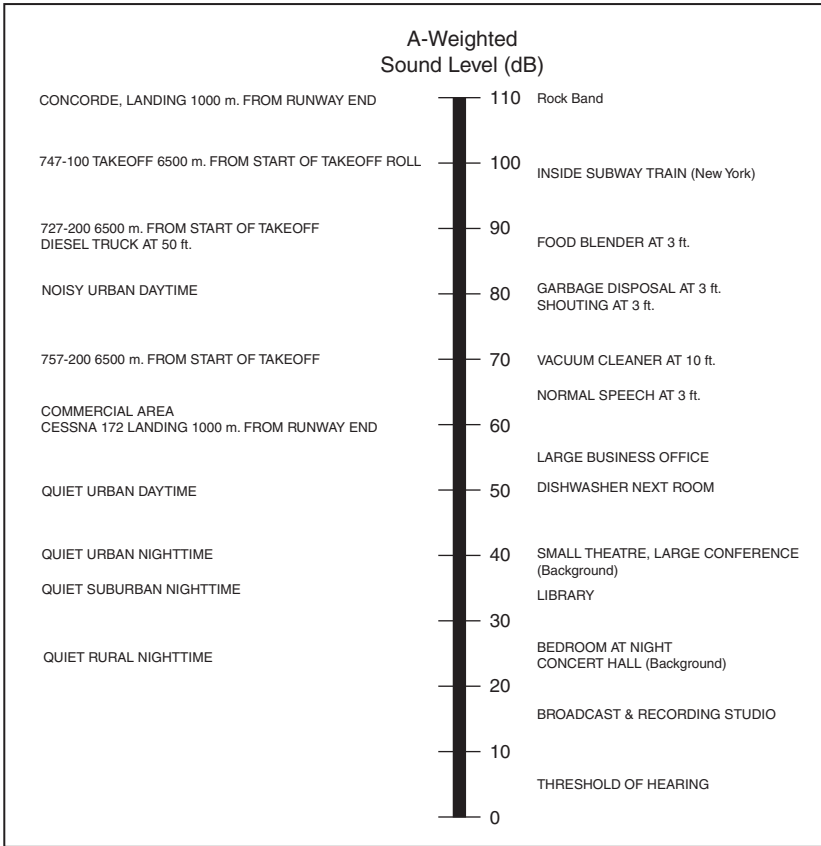 A-Weighted
Sound Level (dB)
CONCORDE, LANDING 1000 m. FROM RUNWAY END
110
Rock Band
747-100 TAKEOFF 6500 m. FROM START OF TAKEOFF ROLL
100
INSIDE SUBWAY TRAIN (New York)
727-200 6500 m. FROM START OF TAKEOFF
DIESEL TRUCK AT 50 ft.
90
FOOD BLENDER AT 3 ft.
NOISY URBAN DAYTIME
80
GARBAGE DISPOSAL AT 3 ft.
SHOUTING AT 3 ft.
757-200 6500 m. FROM START OF TAKEOFF
70
VACUUM CLEANER AT 10 ft.
NORMAL SPEECH AT 3 ft.
COMMERCIAL AREA
CESSNA 172 LANDING 1000 m. FROM RUNWAY END
60
LARGE BUSINESS OFFICE
QUIET URBAN DAYTIME
50
DISHWASHER NEXT ROOM
QUIET URBAN NIGHTTIME
40
SMALL THEATRE, LARGE CONFERENCE
(Background)
QUIET SUBURBAN NIGHTTIME
LIBRARY
30
QUIET RURAL NIGHTTIME
BEDROOM AT NIGHT
CONCERT HALL (Background)
20
BROADCAST & RECORDING STUDIO
10
THRESHOLD OF HEARING
0